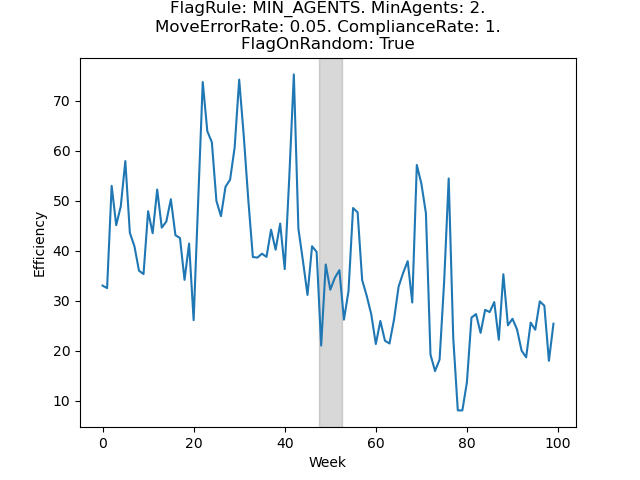 FlagRule: MIN_AGENTS. MinAgents: 2.
MoveErrorRate: 0.05. ComplianceRate: 1.
FlagOnRandom: True
70
60
50
40
30
20
10
Efficiency
0 20 40 60 80 100
Week